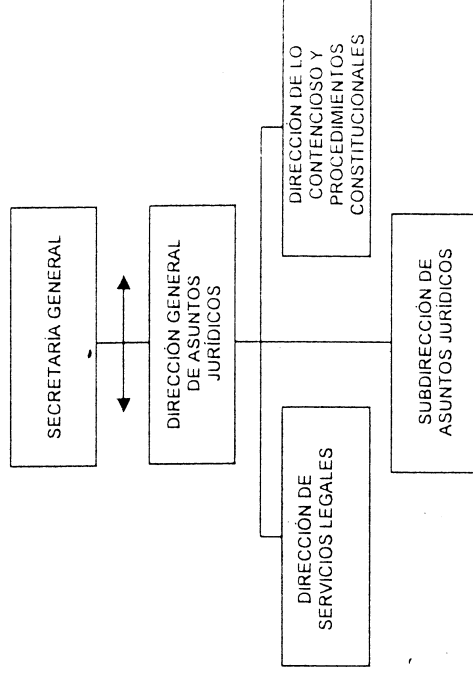 SECRETARÍA GENERAL
DIRECCIÓN GENERAL
DE ASUNTOS
JURÍDICOS
DIRECCIÓN DE
SERVICIOS LEGALES
DIRECCIÓN DE LO
CONTENCIOSO Y
PROCEDIMIENTOS
CONSTITUCIONALES
SUBDIRECCIÓN DE
ASUNTOS JURÍDICOS